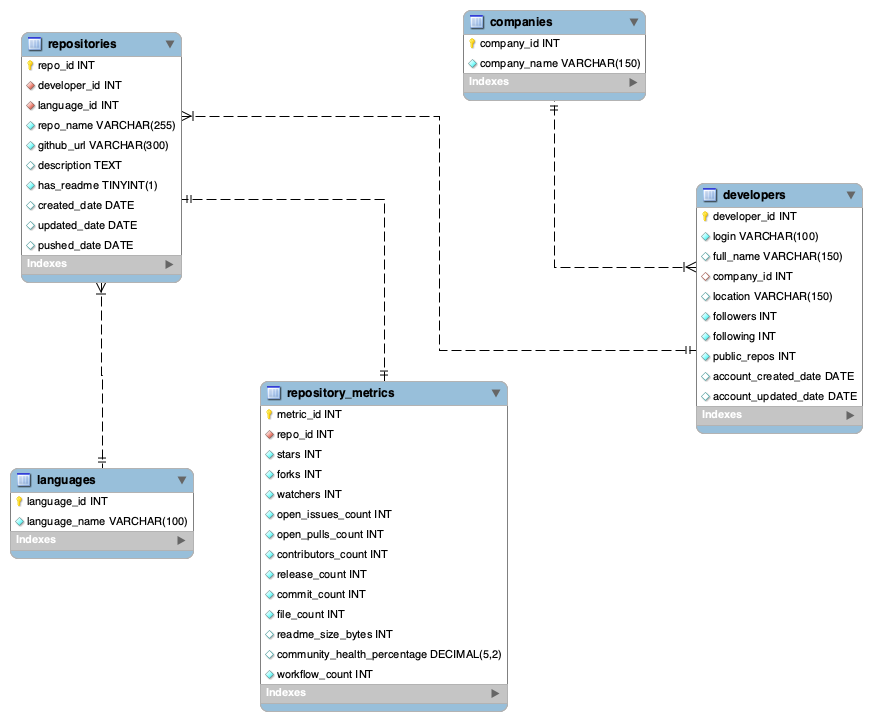 repositories
repo_id INT
developer_id INT
language_id INT
repo_name VARCHAR(255)
github_url VARCHAR(300)
description TEXT
has_readme TINYINT(1)
created_date DATE
updated_date DATE
pushed_date DATE
Indexes
companies
company_id INT
company_name VARCHAR(150)
Indexes
developers
developer_id INT
login VARCHAR(100)
full_name VARCHAR(150)
company_id INT
location VARCHAR(150)
followers INT
following INT
public_repos INT
account_created_date DATE
account_updated_date DATE
Indexes
languages
language_id INT
language_name VARCHAR(100)
Indexes
repository_metrics
metric_id INT
repo_id INT
stars INT
forks INT
watchers INT
open_issues_count INT
open_pulls_count INT
contributors_count INT
release_count INT
commit_count INT
file_count INT
readme_size_bytes INT
community_health_percentage DECIMAL(5,2)
workflow_count INT
Indexes